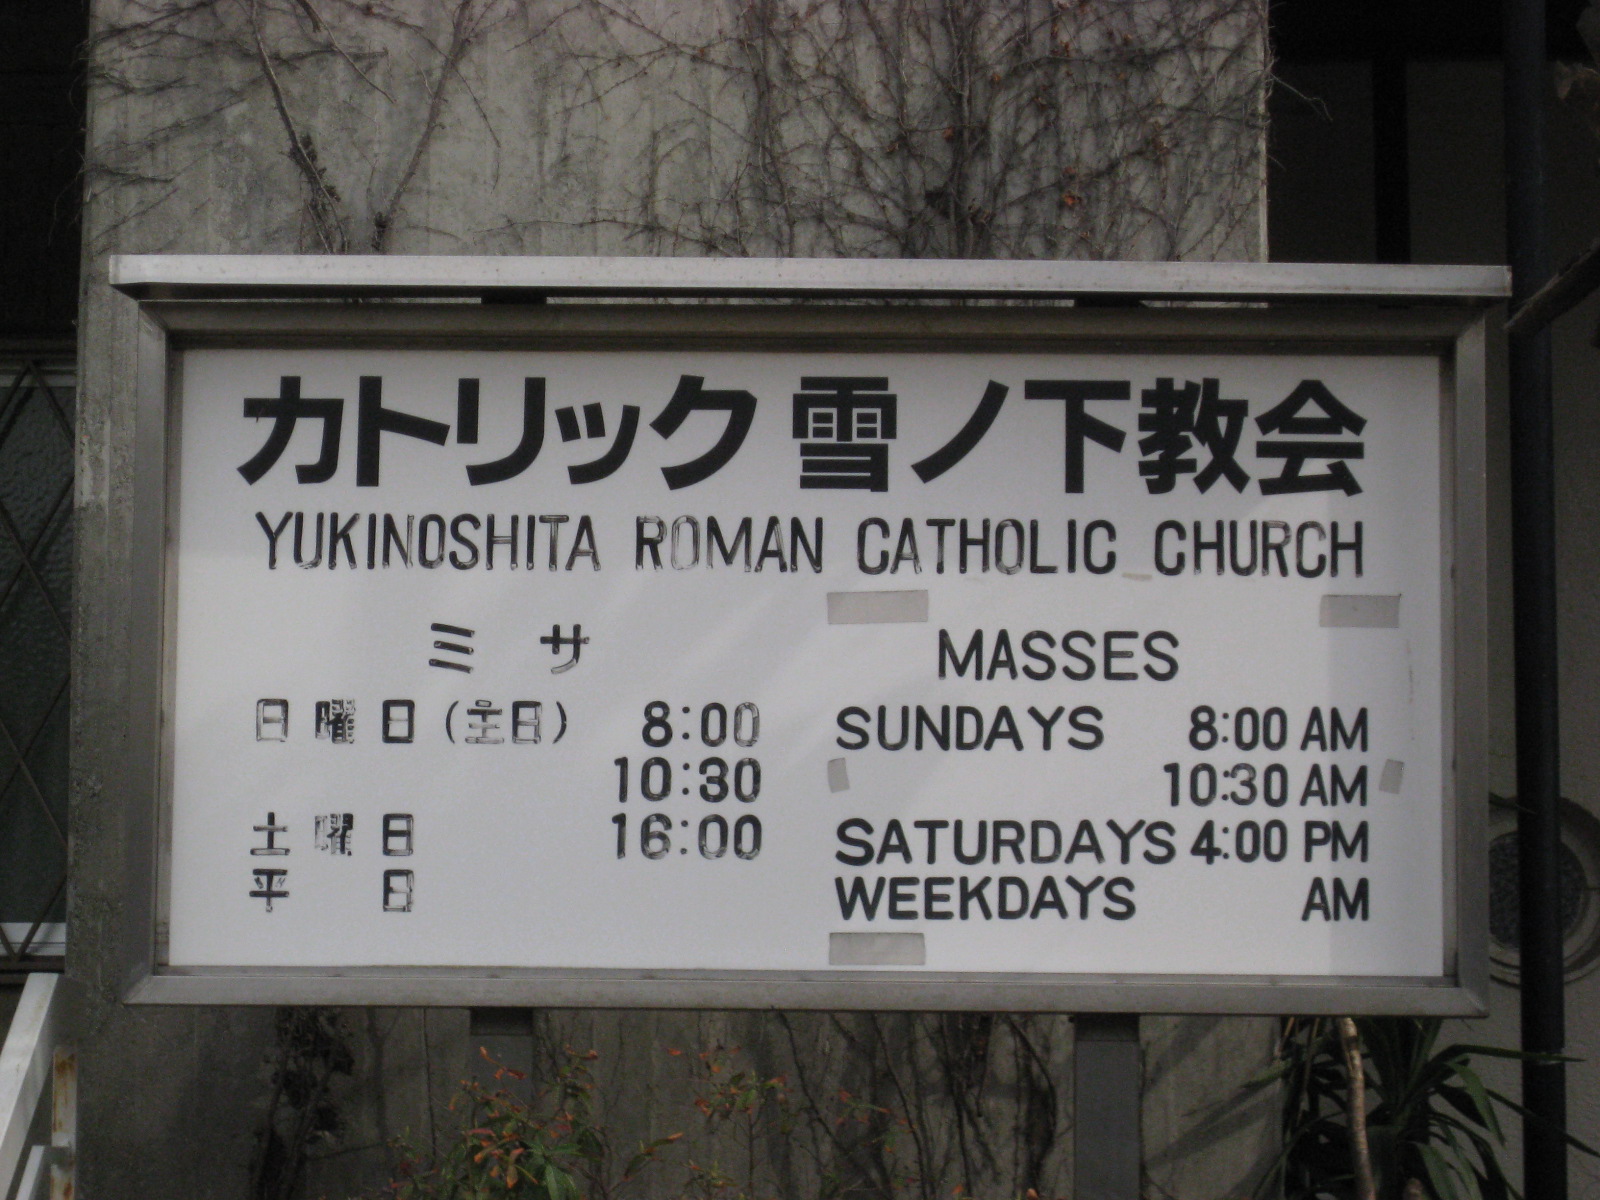 カトリック 雪ノ下教会
YUKINOSHITA ROMAN CATHOLIC CHURCH
ミサ
日曜日(主日) 8:00
10:30
土曜日 16:00
平日
MASSES
SUNDAYS 8:00 AM
10:30 AM
SATURDAYS 4:00 PM
WEEKDAYS AM